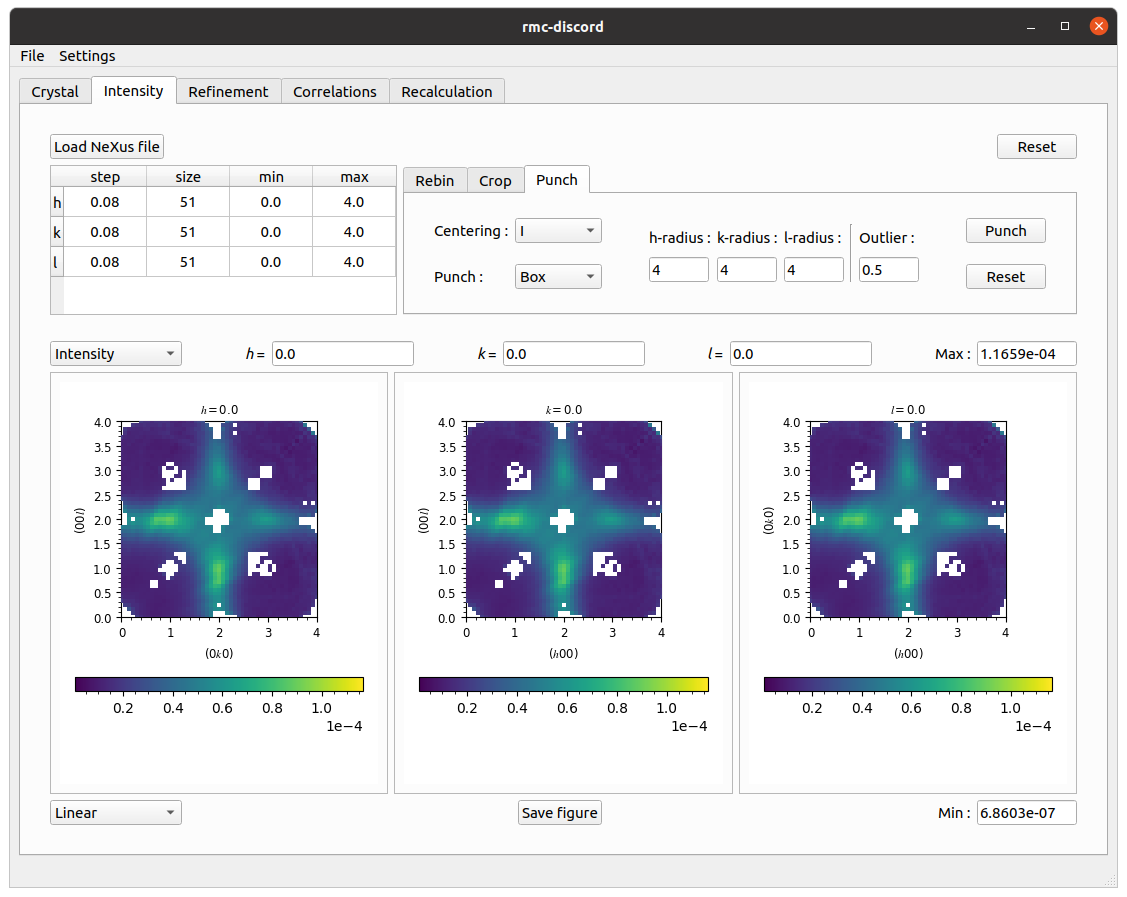 rmc-discord
File Settings
Crystal Intensity Refinement Correlations Recalculation
Load NeXus file Reset
step size min max
h 0.08 51 0.0 4.0
k 0.08 51 0.0 4.0
l 0.08 51 0.0 4.0
Rebin Crop Punch
Centering : I
h-radius : k-radius : l-radius : Outlier :
4 4 4 0.5
Punch : Box
Punch
Reset
Intensity h = 0.0 k = 0.0 l = 0.0 Max : 1.1659e-04
h = 0.0
4.0
3.5
3.0
2.5
2.0
1.5
1.0
0.5
0.0
(00l)
0 1 2 3 4
(0k0)
0.2 0.4 0.6 0.8 1.0
1e−4
k = 0.0
4.0
3.5
3.0
2.5
2.0
1.5
1.0
0.5
0.0
(00l)
0 1 2 3 4
(h00)
0.2 0.4 0.6 0.8 1.0
1e−4
l = 0.0
4.0
3.5
3.0
2.5
2.0
1.5
1.0
0.5
0.0
(0k0)
0 1 2 3 4
(h00)
0.2 0.4 0.6 0.8 1.0
1e−4
Linear Save figure Min : 6.8603e-07